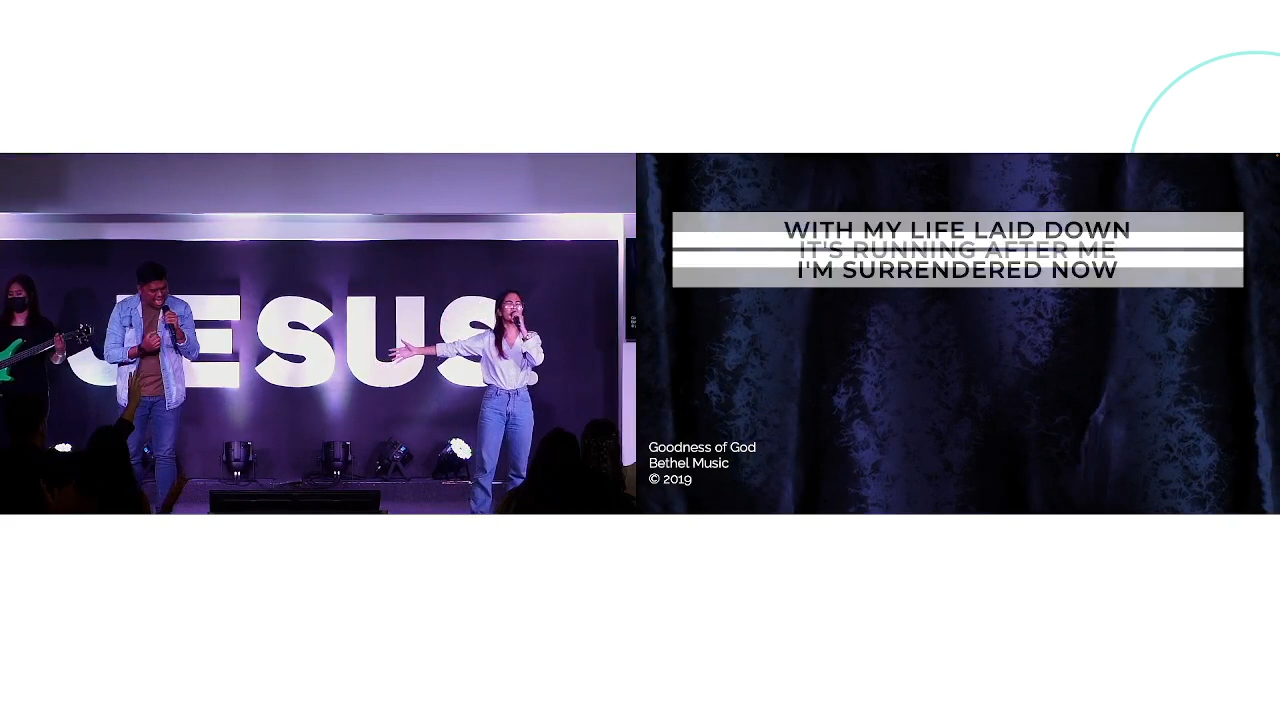 JESUS
WITH MY LIFE LAID DOWN
IT'S RUNNING AFTER ME
I'M SURRENDERED NOW
Goodness of God
Bethel Music
© 2019